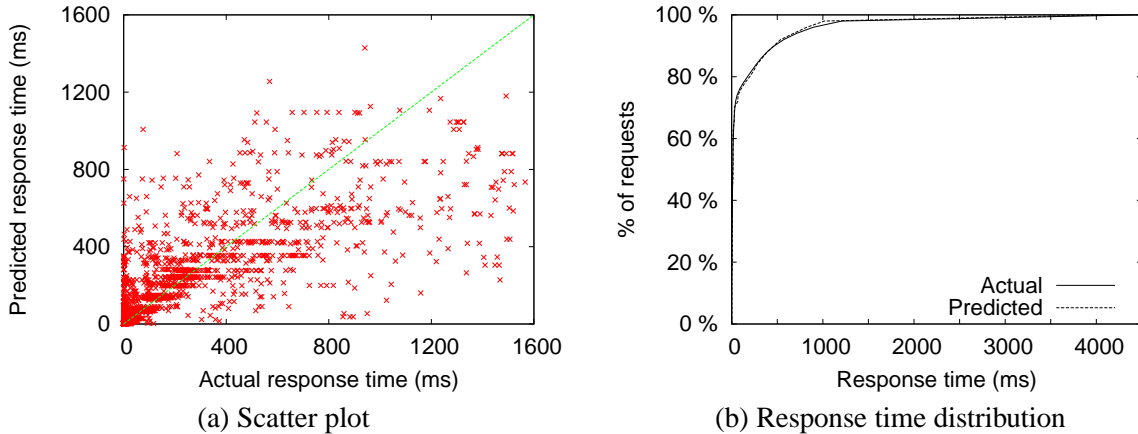 1600
1200
800
400
0
Predicted response time (ms)
0 400 800 1200 1600
Actual response time (ms)
(a) Scatter plot
100 %
80 %
60 %
40 %
20 %
0 %
% of requests
Actual
Predicted
0 1000 2000 3000 4000
Response time (ms)
(b) Response time distribution